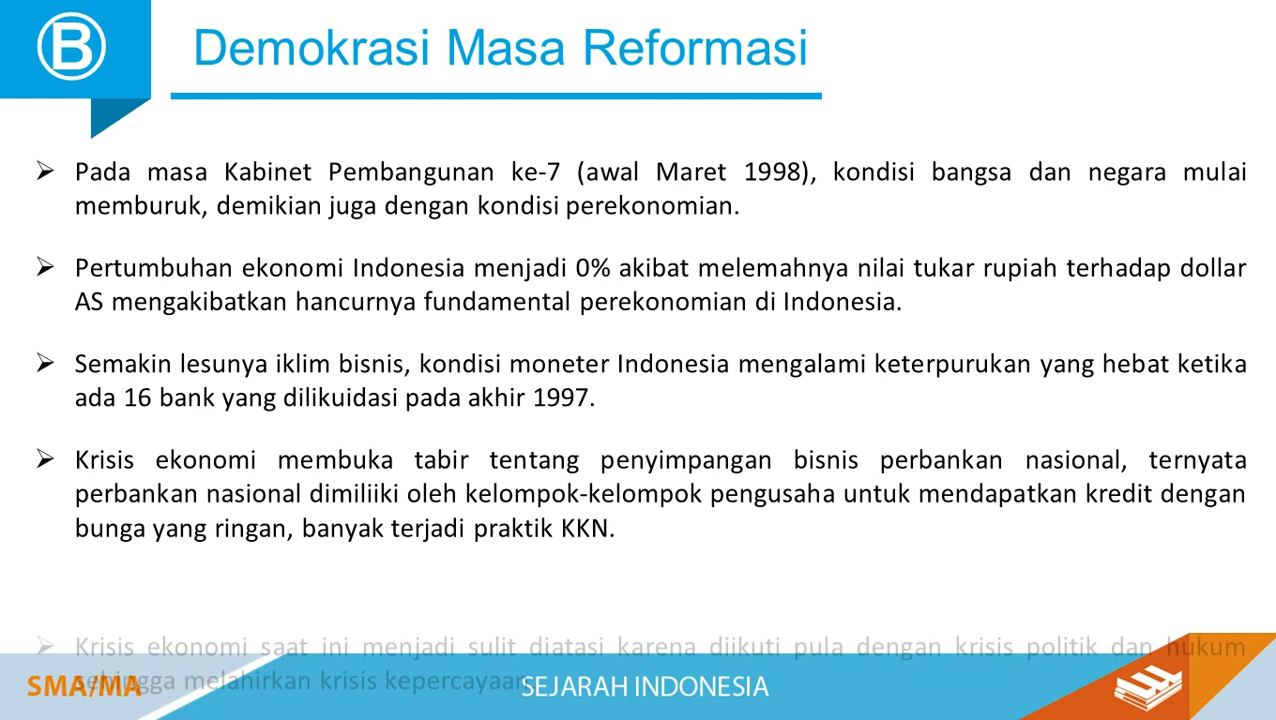 B
Demokrasi Masa Reformasi
➢ Pada masa Kabinet Pembangunan ke-7 (awal Maret 1998), kondisi bangsa dan negara mulai
memburuk, demikian juga dengan kondisi perekonomian.
➢ Pertumbuhan ekonomi Indonesia menjadi 0% akibat melemahnya nilai tukar rupiah terhadap dollar
AS mengakibatkan hancurnya fundamental perekonomian di Indonesia.
➢ Semakin lesunya iklim bisnis, kondisi moneter Indonesia mengalami keterpurukan yang hebat ketika
ada 16 bank yang dilikuidasi pada akhir 1997.
➢ Krisis ekonomi membuka tabir tentang penyimpangan bisnis perbankan nasional, ternyata
perbankan nasional dimiliiki oleh kelompok-kelompok pengusaha untuk mendapatkan kredit dengan
bunga yang ringan, banyak terjadi praktik KKN.
➢ Krisis ekonomi saat ini menjadi sulit diatasi karena diikuti pula dengan krisis politik dan hukum
sehingga melahirkan krisis kepercayaan
SMA/MA
SEJARAH INDONESIA